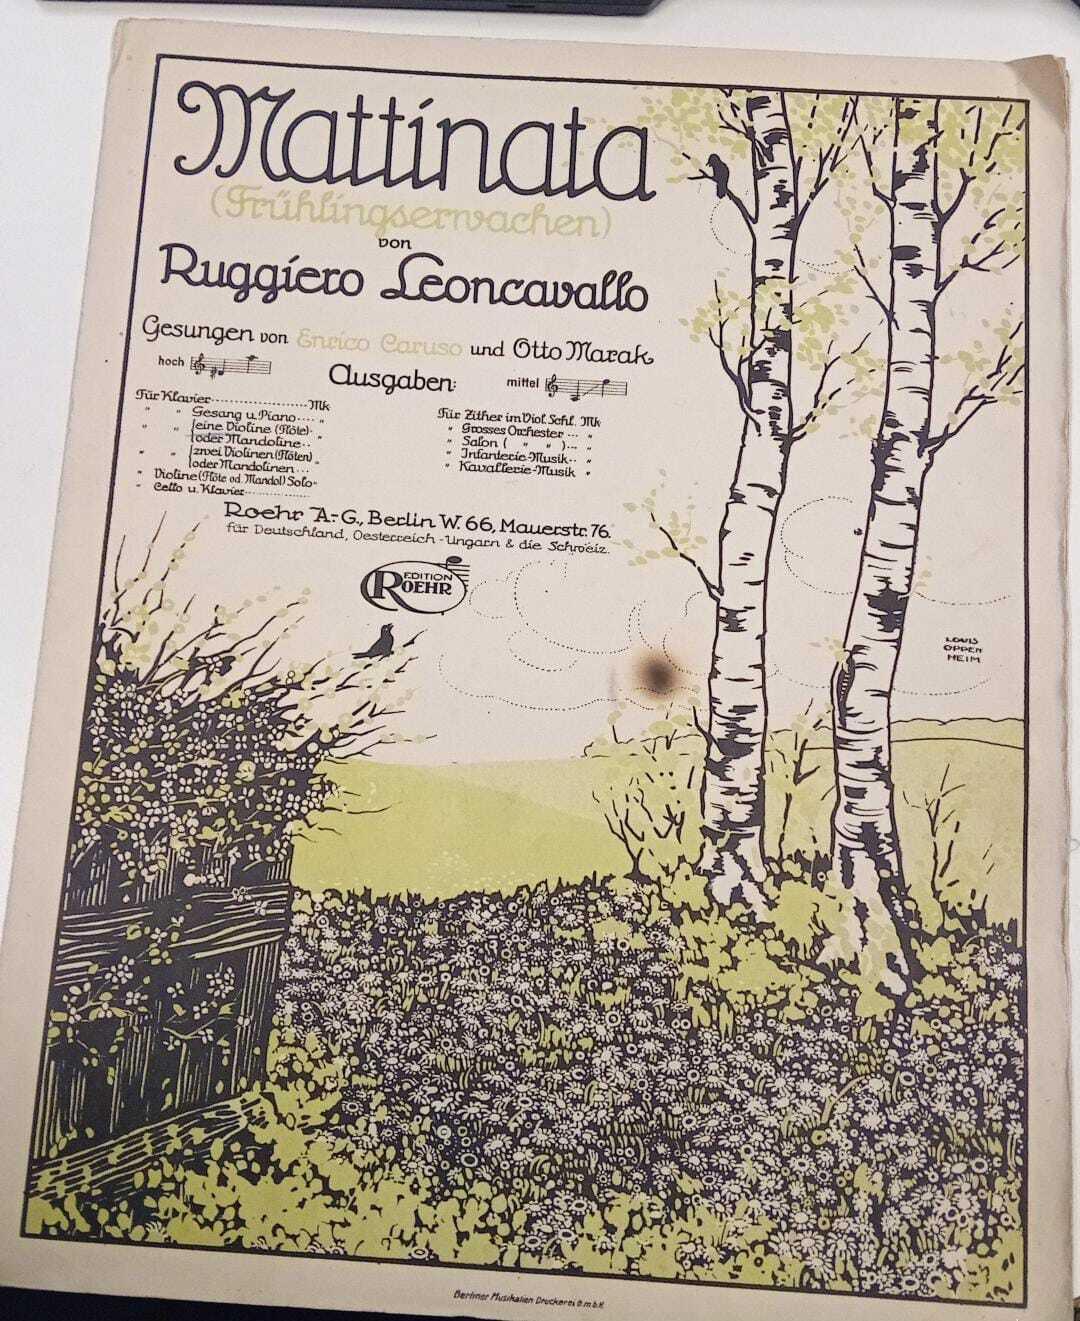 Mattinata
(Frühlingserwachen)
von
Ruggiero Leoncavallo
Gesungen von Enrico Caruso und Otto Marak
hoch
Ausgaben:
mittel
Für Klavier ........................ Mk
" " Gesang u. Piano .... "
" " eine Violine (Flöte) "
oder Mandoline ..
" " zwei Violinen (Flöten) "
oder Mandolinen ...
" Violine (Flöte od. Mandol) Solo "
" Cello u. Klavier ................
Für Zither im Viol. Schl. Mk
" Grosses Orchester ... "
" Salon ( " " ) ... "
" Infanterie-Musik .. "
" Kavallerie-Musik "
Roehr A.-G., Berlin W. 66, Mauerstr. 76.
für Deutschland, Oesterreich-Ungarn & die Schweiz.
EDITION
ROEHR
LOUIS
OPPEN
HEIM
Berliner Musikalien Druckerei G.m.b.H.